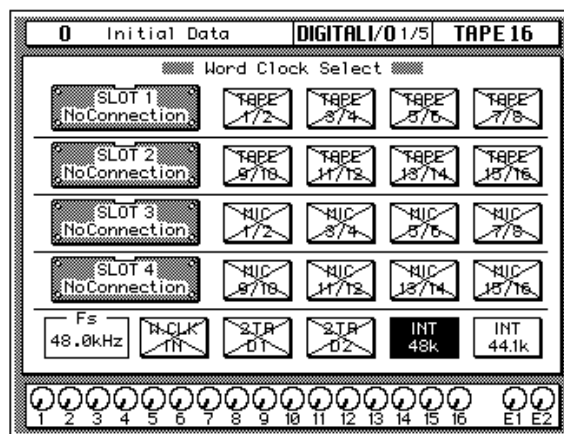 0 Initial Data DIGITAL I/O 1/5 TAPE 16
Word Clock Select
SLOT 1
NoConnection
TAPE 1/2
TAPE 3/4
TAPE 5/6
TAPE 7/8
SLOT 2
NoConnection
TAPE 9/10
TAPE 11/12
TAPE 13/14
TAPE 15/16
SLOT 3
NoConnection
MIC 1/2
MIC 3/4
MIC 5/6
MIC 7/8
SLOT 4
NoConnection
MIC 9/10
MIC 11/12
MIC 13/14
MIC 15/16
Fs
48.0kHz
W.CLK IN
2TR D1
2TR D2
INT 48k
INT 44.1k
1 2 3 4 5 6 7 8 9 10 11 12 13 14 15 16 E1 E2